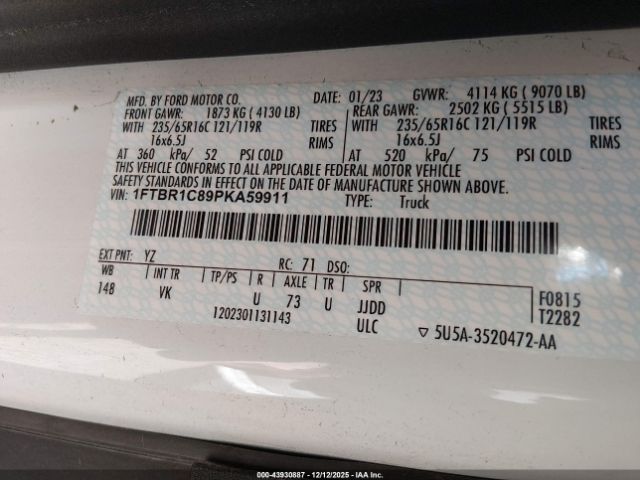 MFD. BY FORD MOTOR CO. DATE: 01/23 GVWR: 4114 KG ( 9070 LB)
FRONT GAWR: 1873 KG ( 4130 LB) REAR GAWR: 2502 KG ( 5515 LB)
WITH 235/65R16C 121/119R TIRES WITH 235/65R16C 121/119R TIRES
16x6.5J RIMS 16x6.5J RIMS
AT 360 kPa/ 52 PSI COLD AT 520 kPa/ 75 PSI COLD
THIS VEHICLE CONFORMS TO ALL APPLICABLE FEDERAL MOTOR VEHICLE
SAFETY STANDARDS IN EFFECT ON THE DATE OF MANUFACTURE SHOWN ABOVE.
VIN: 1FTBR1C89PKA59911 TYPE: Truck
EXT PNT: YZ RC: 71 DSO:
WB INT TR TP/PS R AXLE TR SPR
148 VK U 73 U JJDD F0815
1202301131143 ULC ▽ 5U5A-3520472-AA T2282
00-43930887 - 12/12/2025 - IAA Inc.